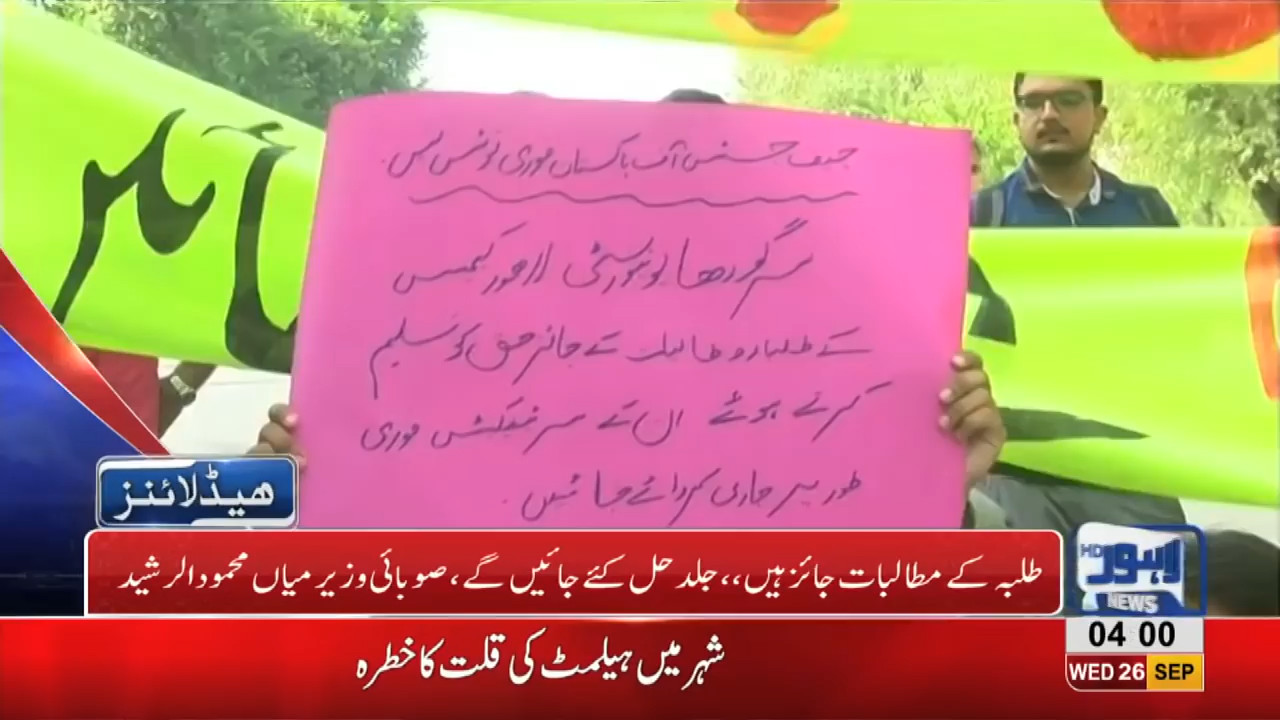 چیف جسٹس آف پاکستان فوری نوٹس لیں۔
سرگودھا یونیورسٹی لاہور کیمپس
کے طلباء و طالبات کے جائز حق کو تسلیم
کرتے ہوئے ان کے سرٹیفکیٹس فوری
طور پر جاری کروائے جائیں۔
ھیڈلائنز
طلبہ کے مطالبات جائز ہیں،، جلد حل کئے جائیں گے، صوبائی وزیر میاں محمود الرشید
شہر میں ہیلمٹ کی قلت کا خطرہ
لاہور HD
NEWS
04 00
WED 26 SEP